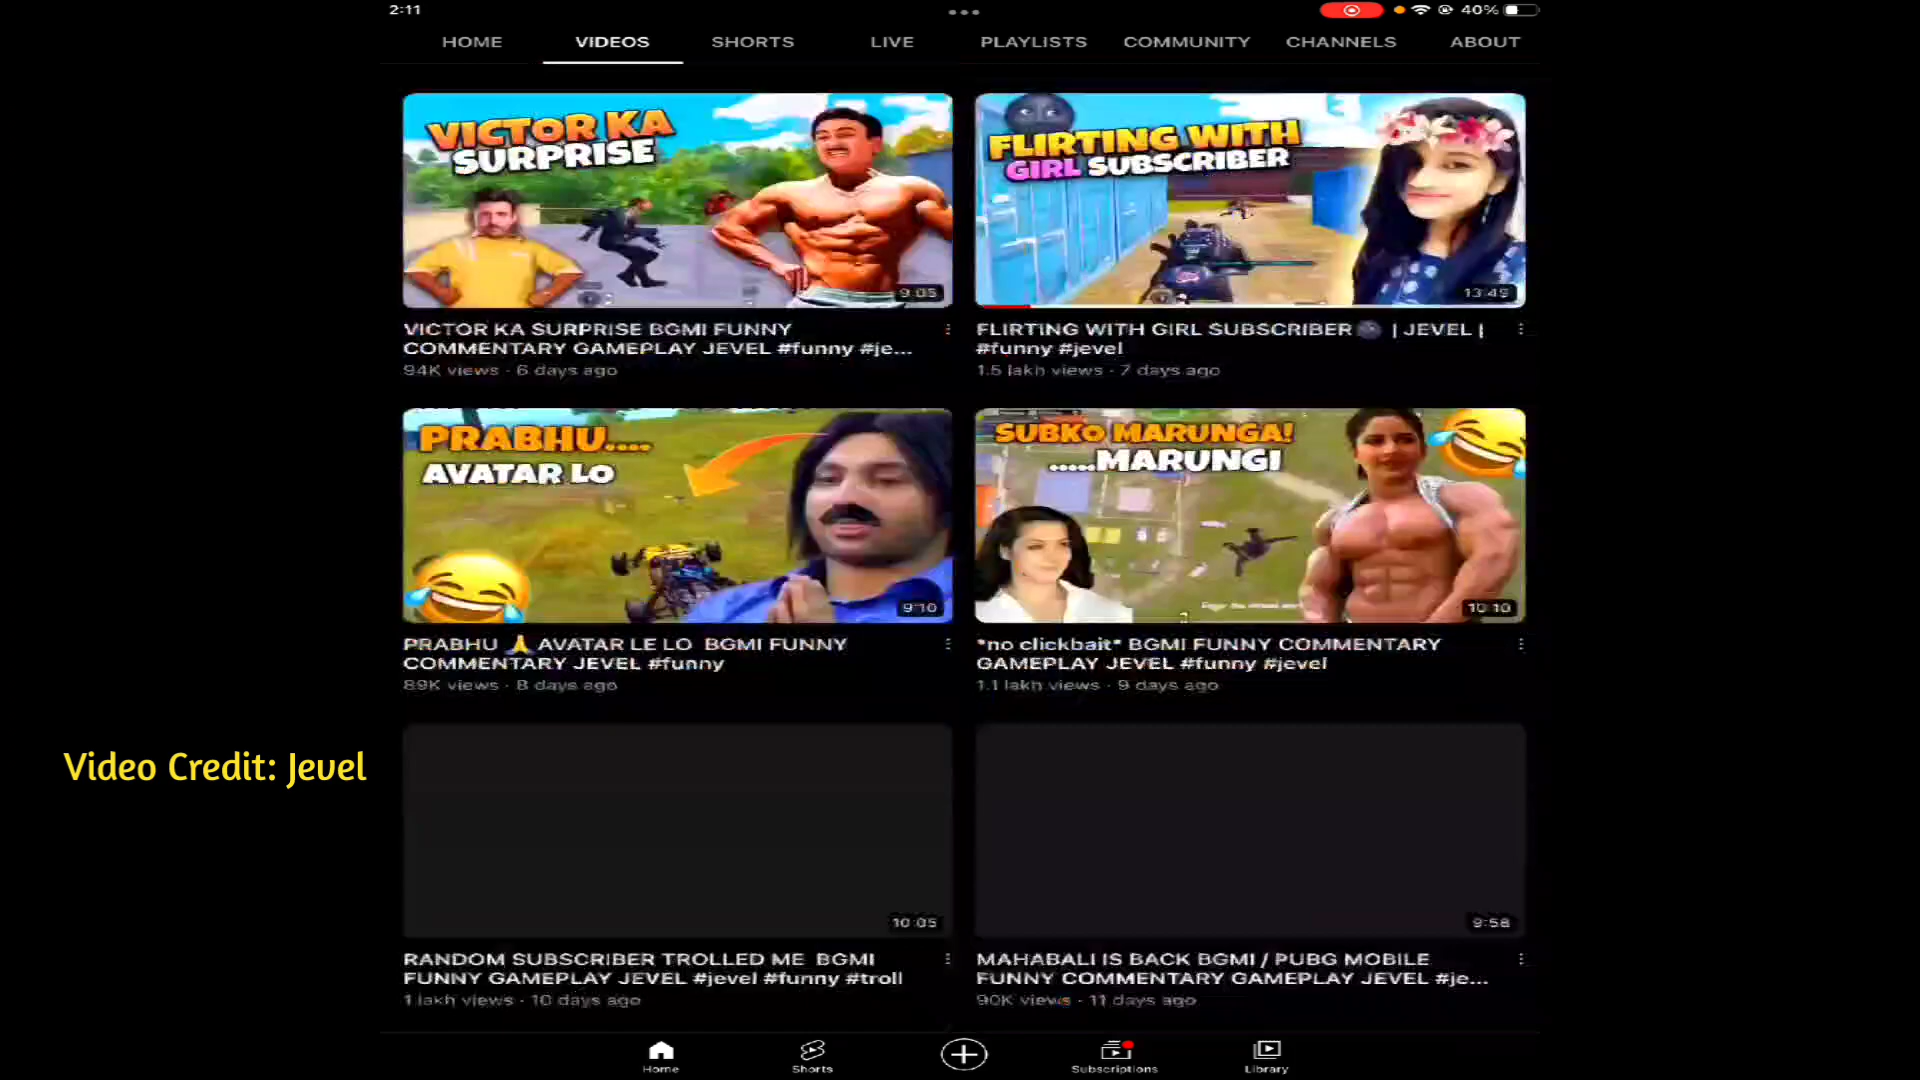 2:11
40%
HOME VIDEOS SHORTS LIVE PLAYLISTS COMMUNITY CHANNELS ABOUT
VICTOR KA
SURPRISE
9:05
FLIRTING WITH
GIRL SUBSCRIBER
13:49
VICTOR KA SURPRISE BGMI FUNNY
COMMENTARY GAMEPLAY JEVEL #funny #je...
94K views · 6 days ago
FLIRTING WITH GIRL SUBSCRIBER🌚 | JEVEL |
#funny #jevel
1.5 lakh views · 7 days ago
PRABHU....
AVATAR LO
9:10
SUBKO MARUNGA!
.....MARUNGI
10:10
PRABHU 🙏 AVATAR LE LO BGMI FUNNY
COMMENTARY JEVEL #funny
89K views · 8 days ago
*no clickbait* BGMI FUNNY COMMENTARY
GAMEPLAY JEVEL #funny #jevel
1.1 lakh views · 9 days ago
Video Credit: Jevel
10:05
9:58
RANDOM SUBSCRIBER TROLLED ME BGMI
FUNNY GAMEPLAY JEVEL #jevel #funny #troll
1 lakh views · 10 days ago
MAHABALI IS BACK BGMI / PUBG MOBILE
FUNNY COMMENTARY GAMEPLAY JEVEL #je...
90K views · 11 days ago
Home Shorts Subscriptions Library